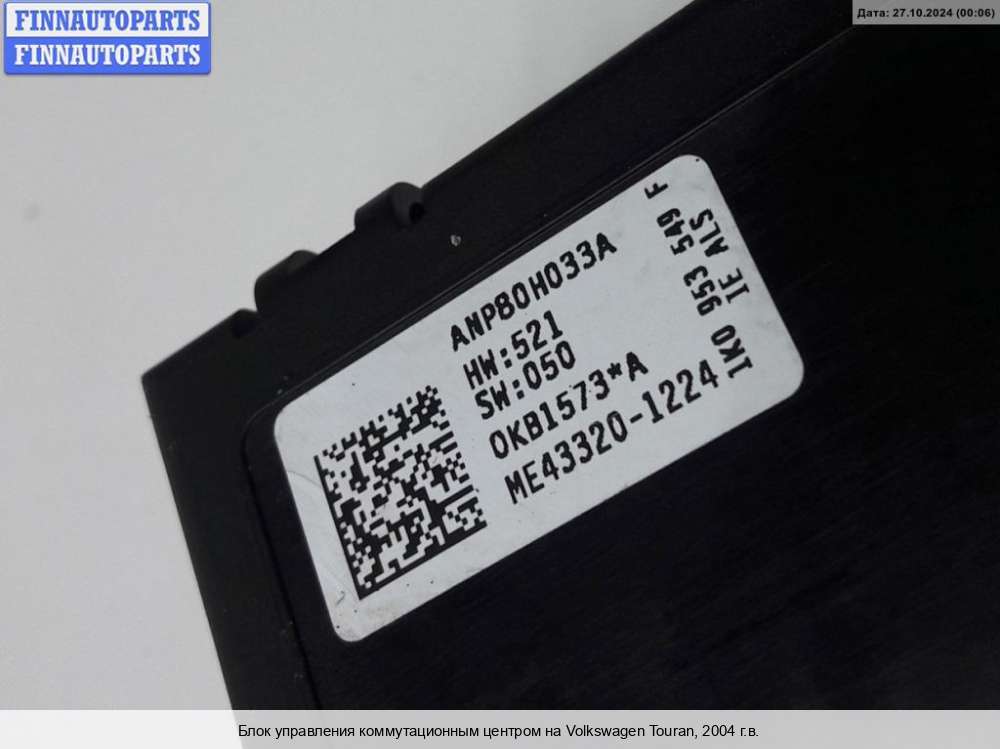 FINNAUTOPARTS
FINNAUTOPARTS
Дата: 27.10.2024 (00:06)
ANP80H033A
HW:521
SW:050
0KB1573*A
ME43320-1224
1K0 953 549 F
IE ALS
Блок управления коммутационным центром на Volkswagen Touran, 2004 г.в.